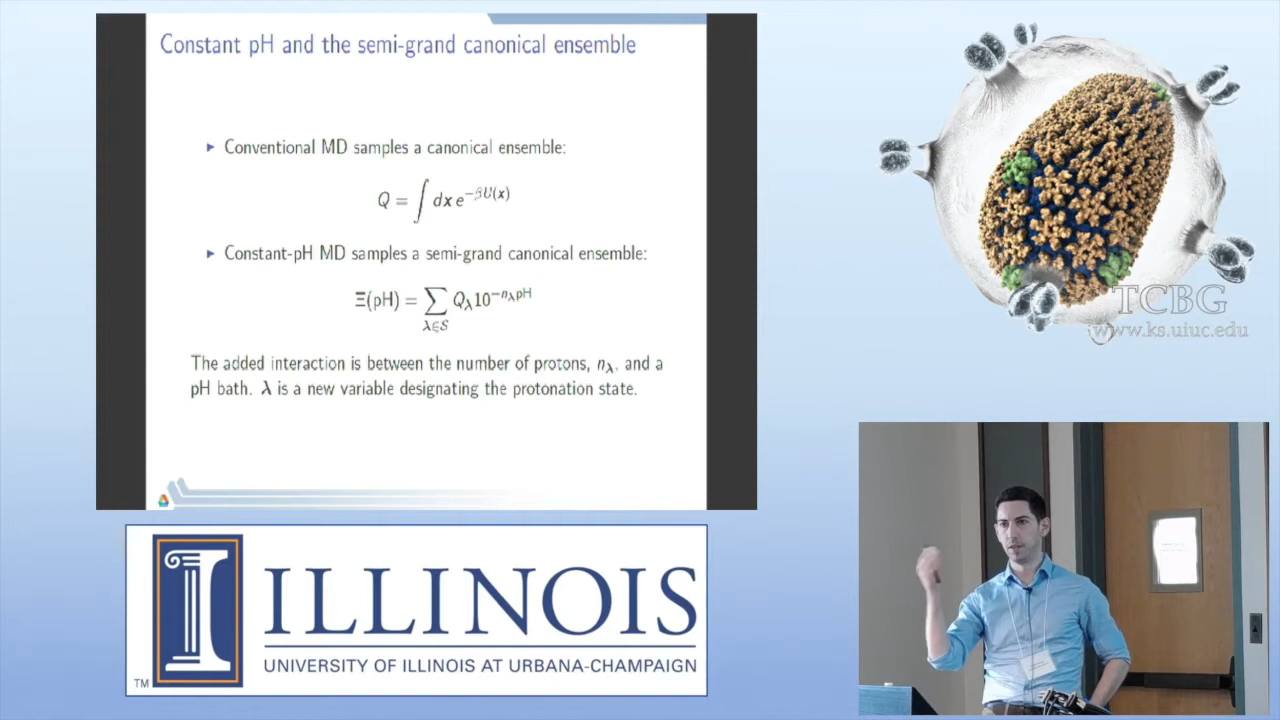 Constant pH and the semi-grand canonical ensemble
Conventional MD samples a canonical ensemble:
Q = ∫ dx e^{−βU(x)}
Constant-pH MD samples a semi-grand canonical ensemble:
Ξ(pH) = ∑_{λ∈S} Q_λ 10^{−n_λ pH}
The added interaction is between the number of protons, n_λ, and a
pH bath. λ is a new variable designating the protonation state.
TCBG
www.ks.uiuc.edu
ILLINOIS
UNIVERSITY OF ILLINOIS AT URBANA-CHAMPAIGN
TM